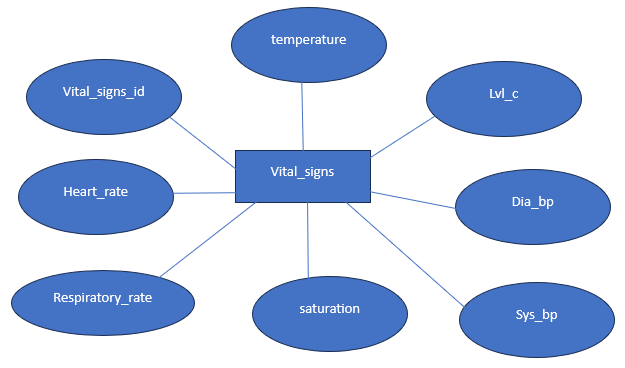 temperature
Vital_signs_id
Lvl_c
Vital_signs
Heart_rate
Dia_bp
Respiratory_rate
saturation
Sys_bp